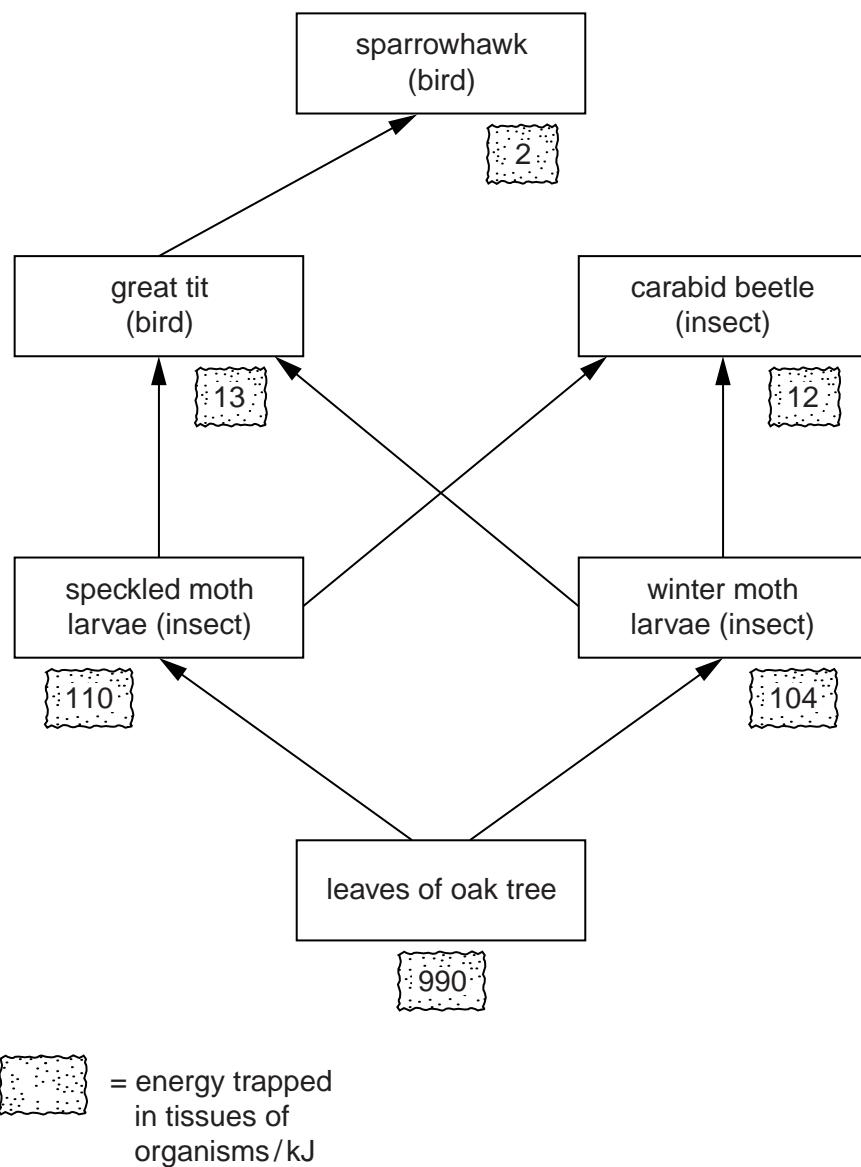 sparrowhawk
(bird)
2
great tit
(bird)
13
carabid beetle
(insect)
12
speckled moth
larvae (insect)
110
winter moth
larvae (insect)
104
leaves of oak tree
990
= energy trapped
in tissues of
organisms / kJ